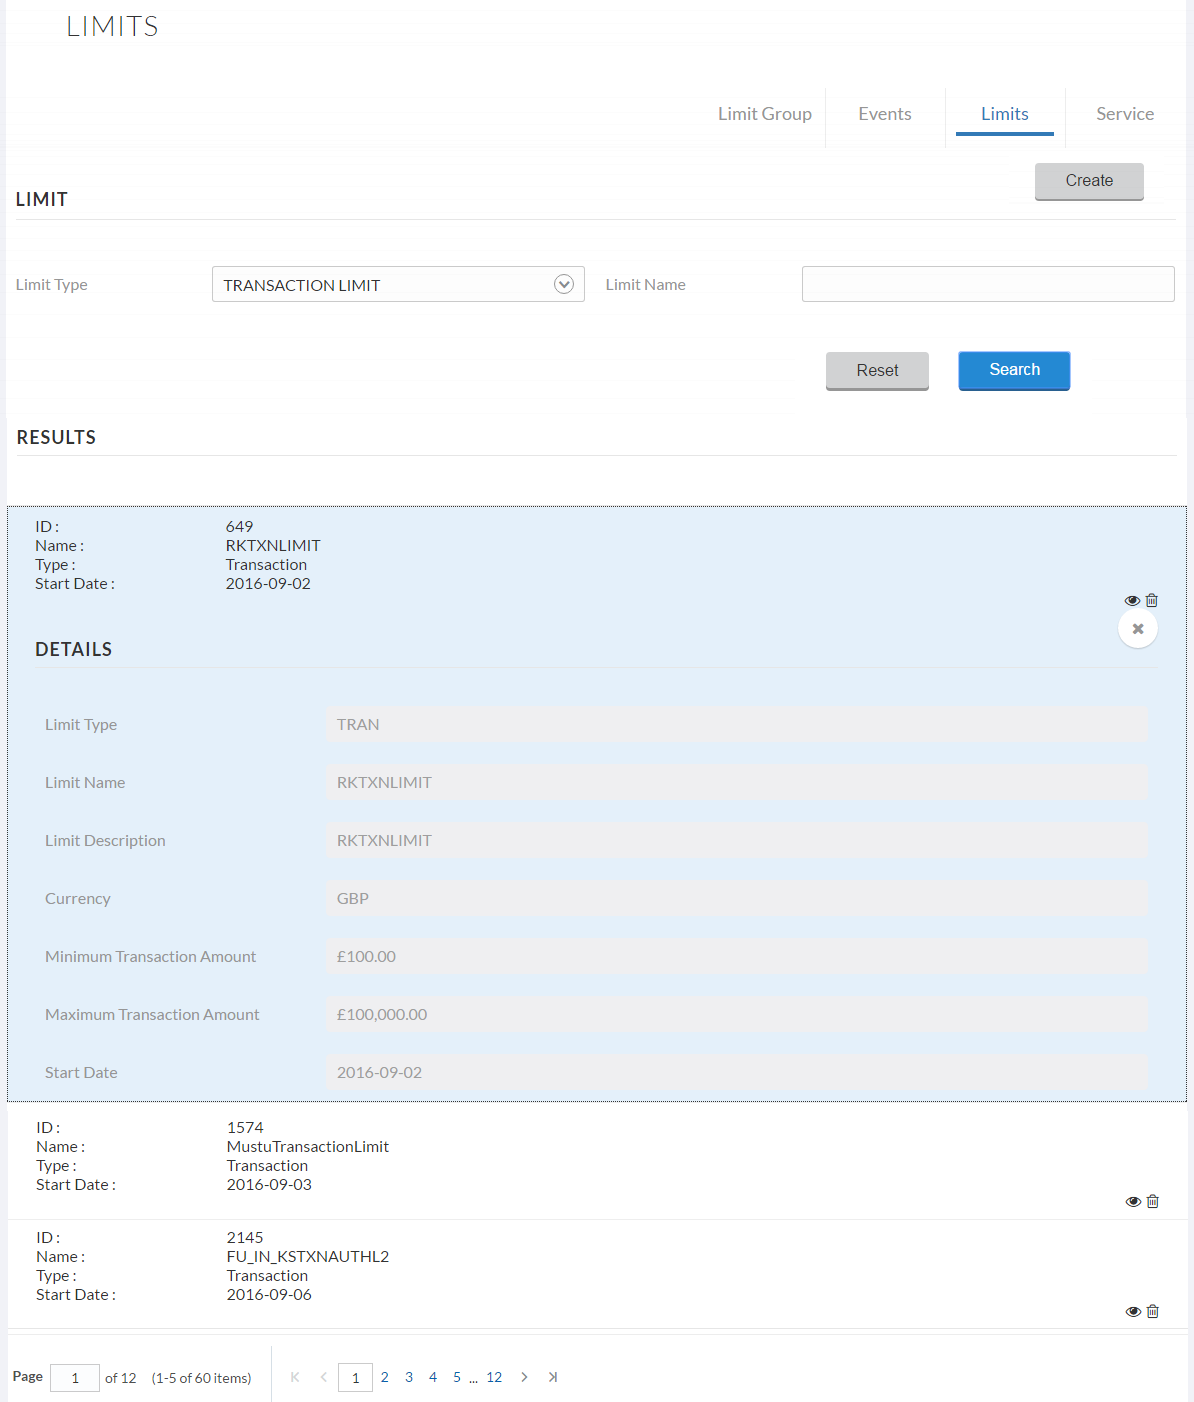 LIMITS
Limit Group Events Limits Service
Create
LIMIT
Limit Type TRANSACTION LIMIT Limit Name
Reset Search
RESULTS
ID : 649
Name : RKTXNLIMIT
Type : Transaction
Start Date : 2016-09-02
DETAILS
Limit Type TRAN
Limit Name RKTXNLIMIT
Limit Description RKTXNLIMIT
Currency GBP
Minimum Transaction Amount £100.00
Maximum Transaction Amount £100,000.00
Start Date 2016-09-02
ID : 1574
Name : MustuTransactionLimit
Type : Transaction
Start Date : 2016-09-03
ID : 2145
Name : FU_IN_KSTXNAUTHL2
Type : Transaction
Start Date : 2016-09-06
Page 1 of 12 (1-5 of 60 items) 1 2 3 4 5 ... 12